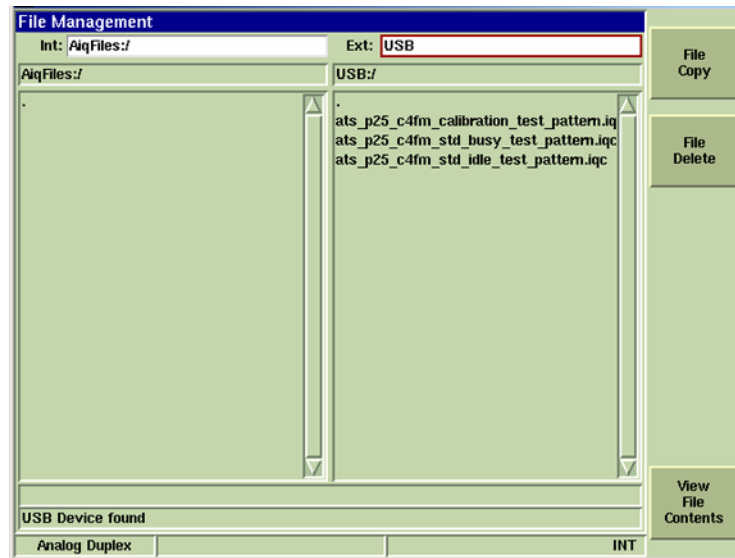 File Management
Int: AiqFiles:/ Ext: USB
AiqFiles:/ USB:/
. .
ats_p25_c4fm_calibration_test_pattern.iq
ats_p25_c4fm_std_busy_test_pattern.iqc
ats_p25_c4fm_std_idle_test_pattern.iqc
USB Device found
Analog Duplex INT
File
Copy
File
Delete
View
File
Contents